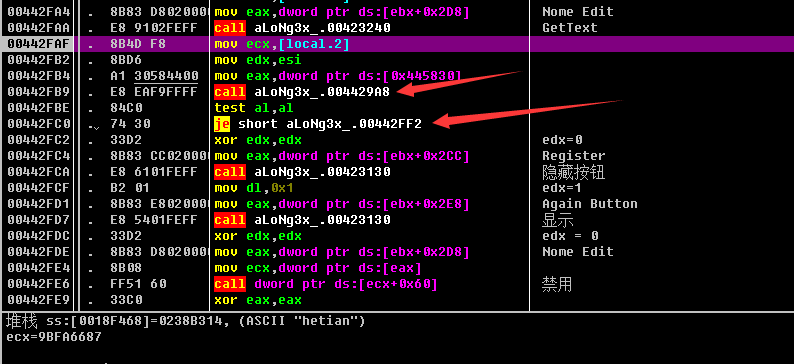 00442FA4 . 8B83 D8020000 mov eax,dword ptr ds:[ebx+0x2D8] Nome Edit
00442FAA . E8 9102FEFF call aLoNg3x_.00423240 GetText
00442FAF . 8B4D F8 mov ecx,[local.2]
00442FB2 . 8BD6 mov edx,esi
00442FB4 . A1 30584400 mov eax,dword ptr ds:[0x445830]
00442FB9 . E8 EAF9FFFF call aLoNg3x_.004429A8
00442FBE . 84C0 test al,al
00442FC0 .⌄ 74 30 je short aLoNg3x_.00442FF2
00442FC2 . 33D2 xor edx,edx edx=0
00442FC4 . 8B83 CC020000 mov eax,dword ptr ds:[ebx+0x2CC] Register
00442FCA . E8 6101FEFF call aLoNg3x_.00423130 隐藏按钮
00442FCF . B2 01 mov dl,0x1 edx=1
00442FD1 . 8B83 E8020000 mov eax,dword ptr ds:[ebx+0x2E8] Again Button
00442FD7 . E8 5401FEFF call aLoNg3x_.00423130 显示
00442FDC . 33D2 xor edx,edx edx = 0
00442FDE . 8B83 D8020000 mov eax,dword ptr ds:[ebx+0x2D8] Nome Edit
00442FE4 . 8B08 mov ecx,dword ptr ds:[eax]
00442FE6 . FF51 60 call dword ptr ds:[ecx+0x60] 禁用
00442FE9 . 33C0 xor eax,eax
堆栈 ss:[0018F468]=0238B314, (ASCII "hetian")
ecx=9BFA6687